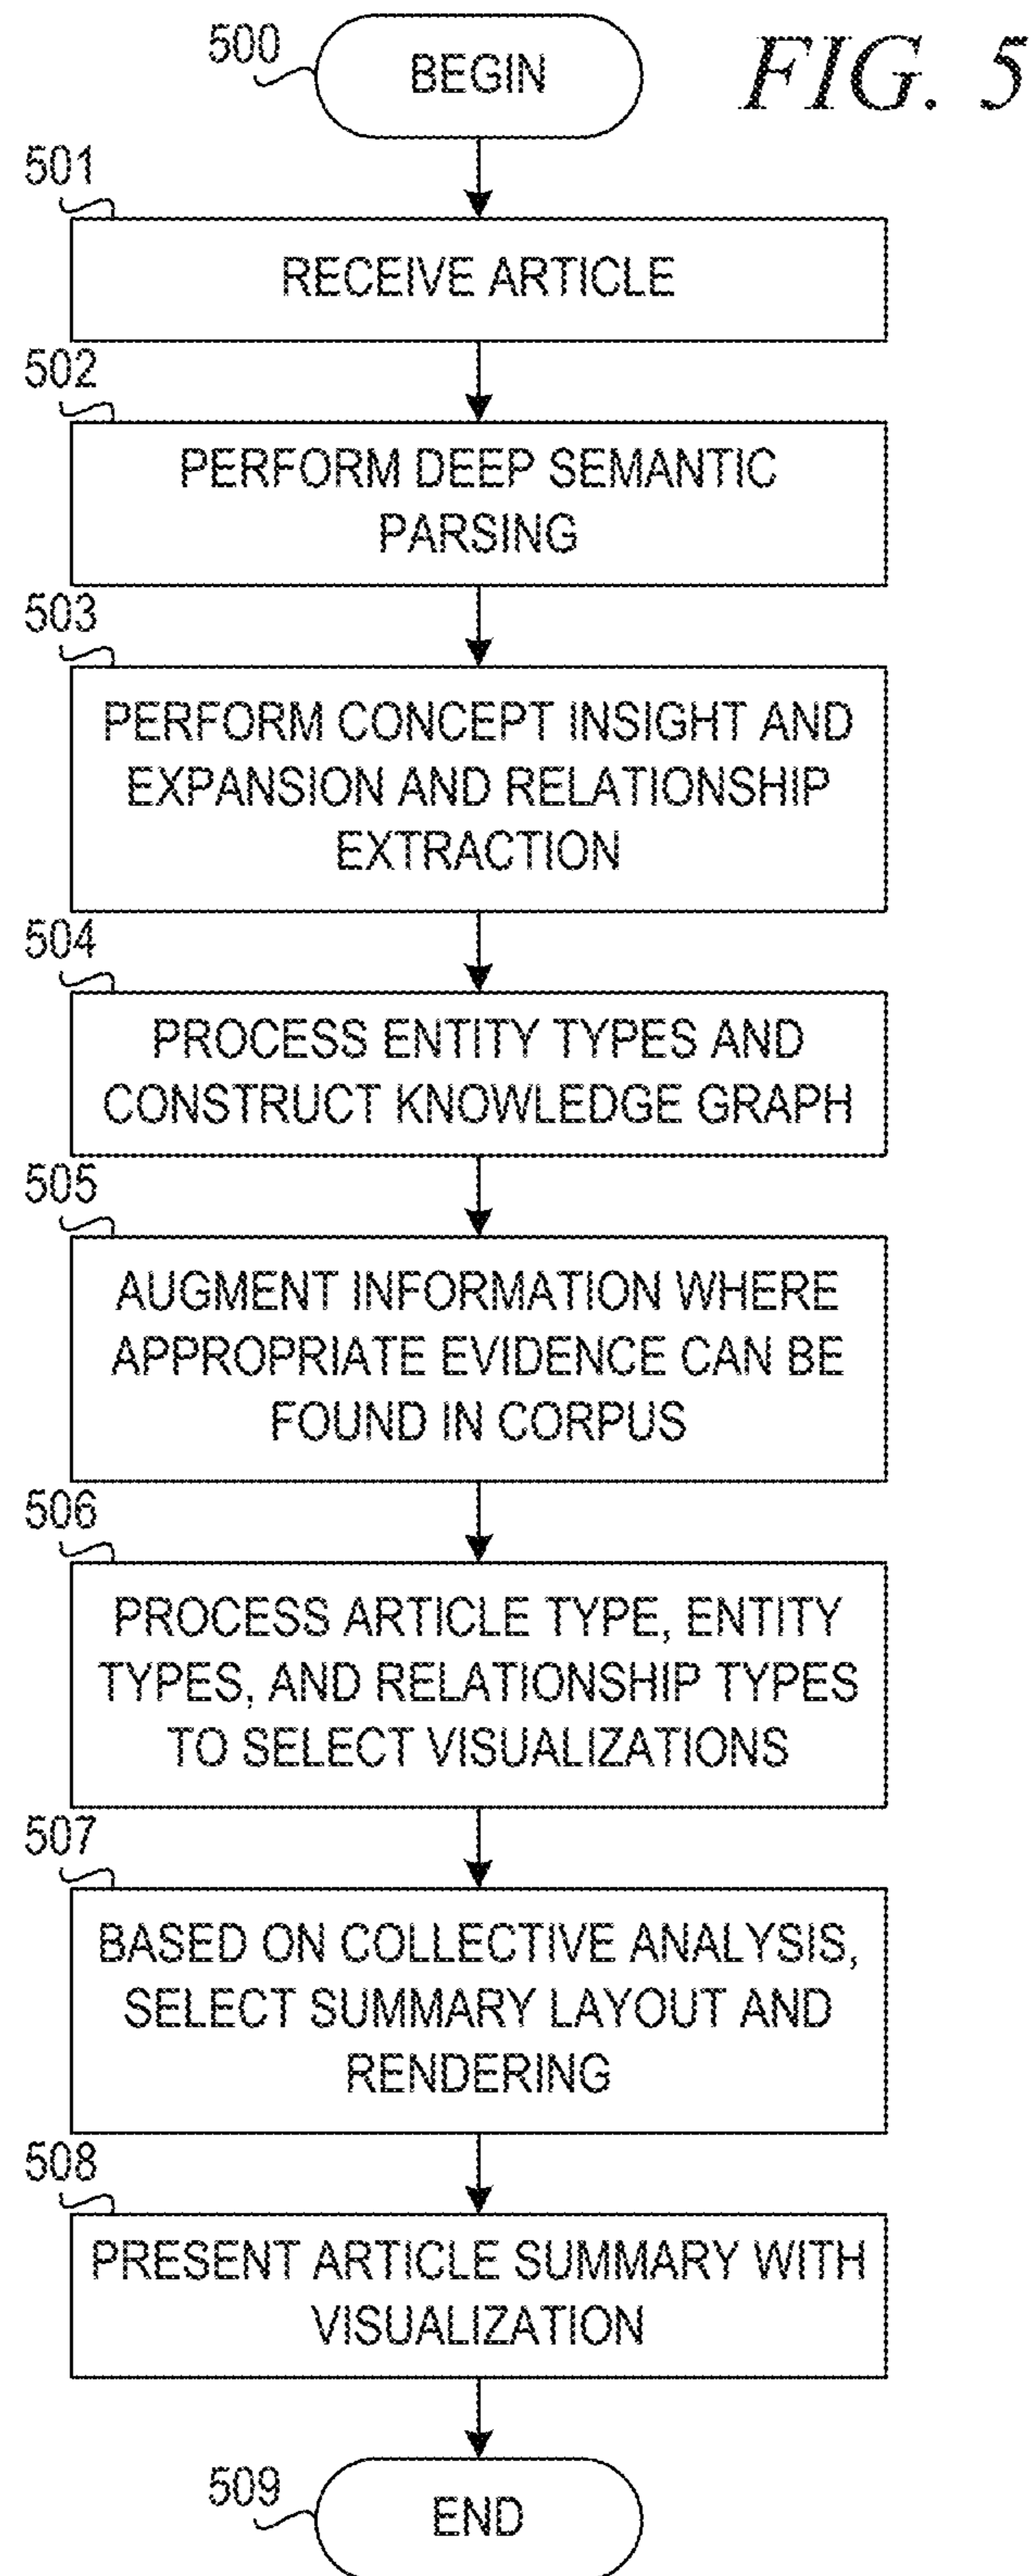 500
BEGIN
FIG. 5
501
RECEIVE ARTICLE
502
PERFORM DEEP SEMANTIC
PARSING
503
PERFORM CONCEPT INSIGHT AND
EXPANSION AND RELATIONSHIP
EXTRACTION
504
PROCESS ENTITY TYPES AND
CONSTRUCT KNOWLEDGE GRAPH
505
AUGMENT INFORMATION WHERE
APPROPRIATE EVIDENCE CAN BE
FOUND IN CORPUS
506
PROCESS ARTICLE TYPE, ENTITY
TYPES, AND RELATIONSHIP TYPES
TO SELECT VISUALIZATIONS
507
BASED ON COLLECTIVE ANALYSIS,
SELECT SUMMARY LAYOUT AND
RENDERING
508
PRESENT ARTICLE SUMMARY WITH
VISUALIZATION
509
END